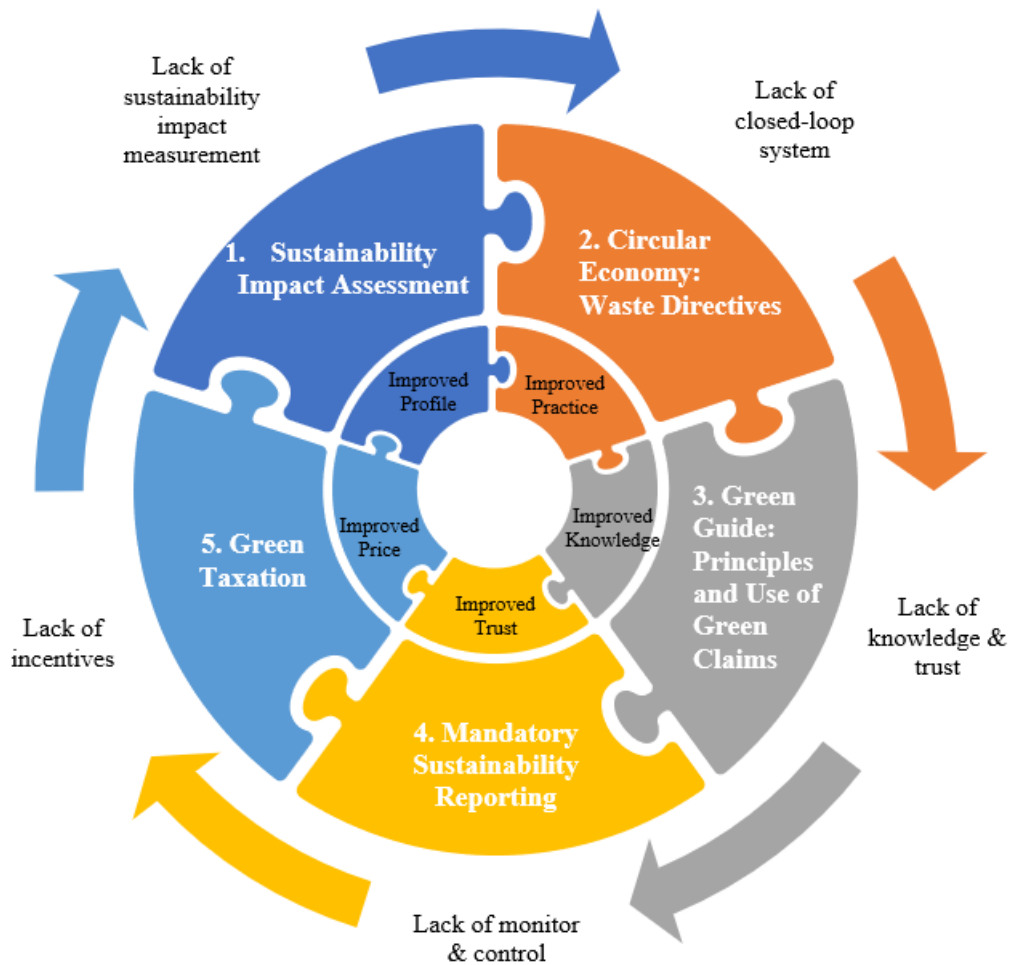 Lack of
sustainability
impact
measurement
Lack of
closed-loop
system
1. Sustainability
Impact Assessment
2. Circular
Economy:
Waste Directives
Improved
Profile
Improved
Practice
3. Green
Guide:
Principles
and Use of
Green
Claims
Improved
Knowledge
Improved
Price
5. Green
Taxation
Improved
Trust
4. Mandatory
Sustainability
Reporting
Lack of
knowledge &
trust
Lack of
incentives
Lack of monitor
& control